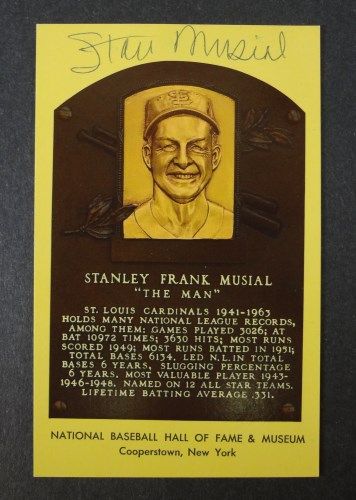 Stan Musial
STANLEY FRANK MUSIAL
"THE MAN"
ST. LOUIS CARDINALS 1941-1963
HOLDS MANY NATIONAL LEAGUE RECORDS,
AMONG THEM: GAMES PLAYED 3026; AT
BAT 10972 TIMES; 3630 HITS; MOST RUNS
SCORED 1949; MOST RUNS BATTED IN 1951;
TOTAL BASES 6134. LED N.L. IN TOTAL
BASES 6 YEARS, SLUGGING PERCENTAGE
6 YEARS. MOST VALUABLE PLAYER 1943-
1946-1948. NAMED ON 12 ALL STAR TEAMS.
LIFETIME BATTING AVERAGE .331.
NATIONAL BASEBALL HALL OF FAME & MUSEUM
Cooperstown, New York